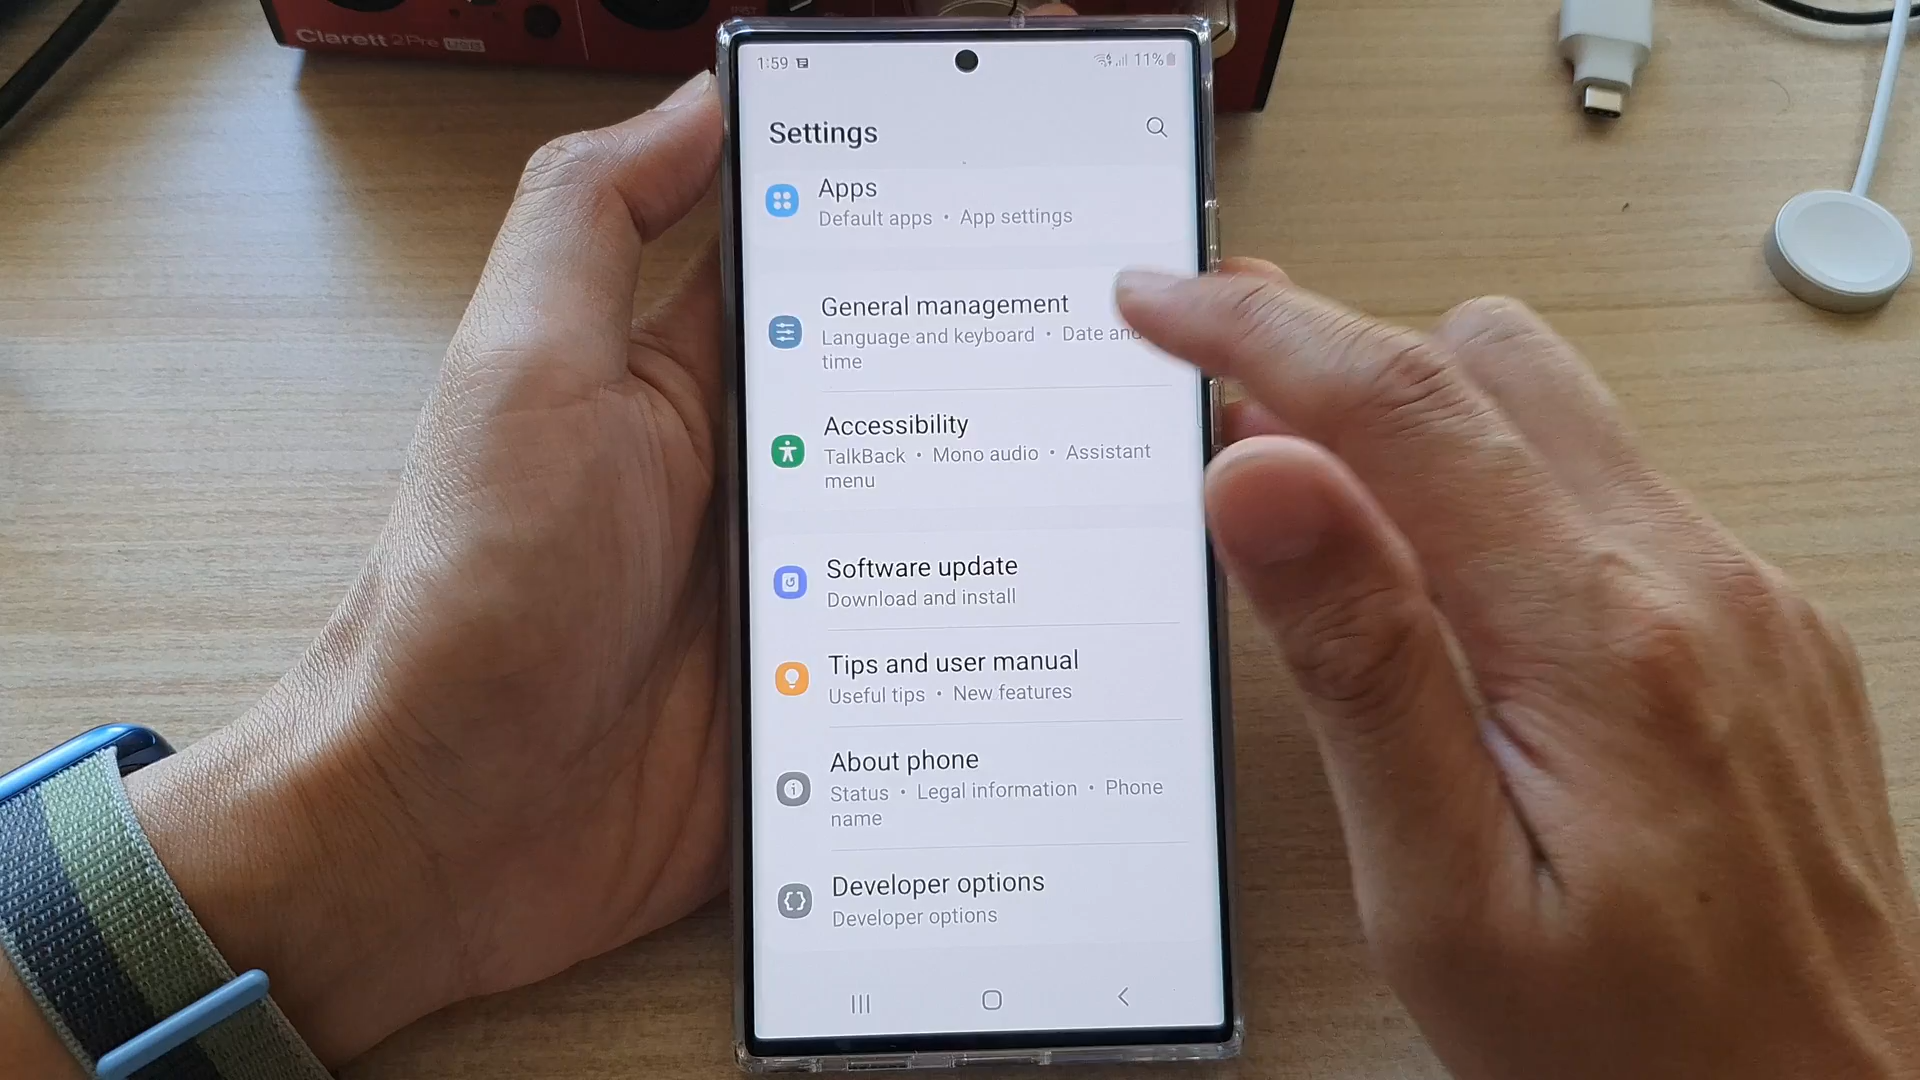 Clarett 2Pre USB
1:59
11%
Settings
Apps
Default apps • App settings
General management
Language and keyboard • Date and
time
Accessibility
TalkBack • Mono audio • Assistant
menu
Software update
Download and install
Tips and user manual
Useful tips • New features
About phone
Status • Legal information • Phone
name
Developer options
Developer options